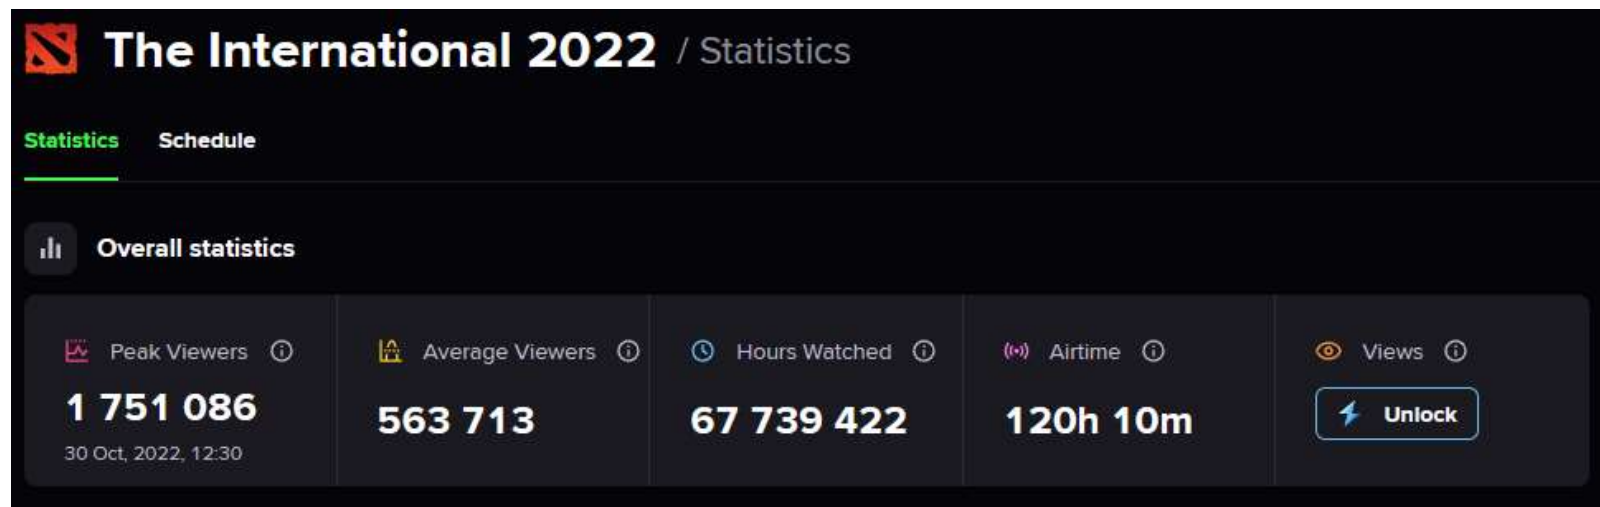 The International 2022 / Statistics
Statistics Schedule
Overall statistics
Peak Viewers Average Viewers Hours Watched Airtime Views
1 751 086 563 713 67 739 422 120h 10m Unlock
30 Oct, 2022, 12:30